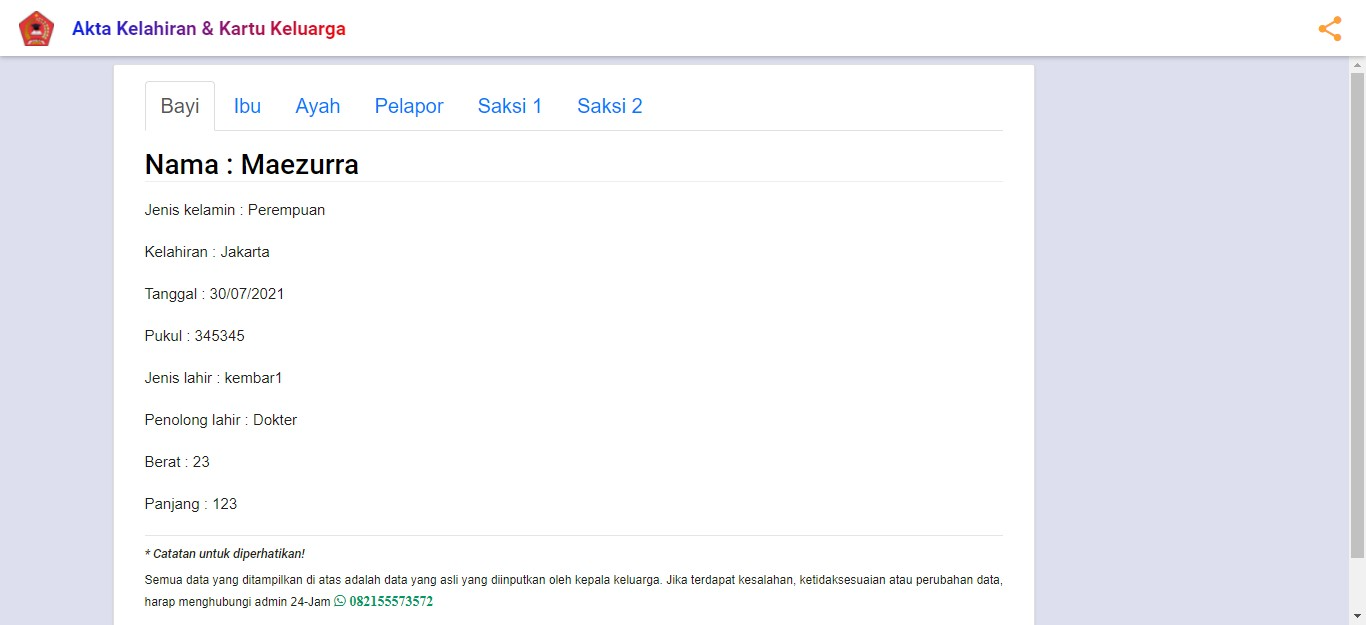 Akta Kelahiran & Kartu Keluarga
Bayi Ibu Ayah Pelapor Saksi 1 Saksi 2
Nama : Maezurra
Jenis kelamin : Perempuan
Kelahiran : Jakarta
Tanggal : 30/07/2021
Pukul : 345345
Jenis lahir : kembar1
Penolong lahir : Dokter
Berat : 23
Panjang : 123
* Catatan untuk diperhatikan!
Semua data yang ditampilkan di atas adalah data yang asli yang diinputkan oleh kepala keluarga. Jika terdapat kesalahan, ketidaksesuaian atau perubahan data,
harap menghubungi admin 24-Jam 082155573572